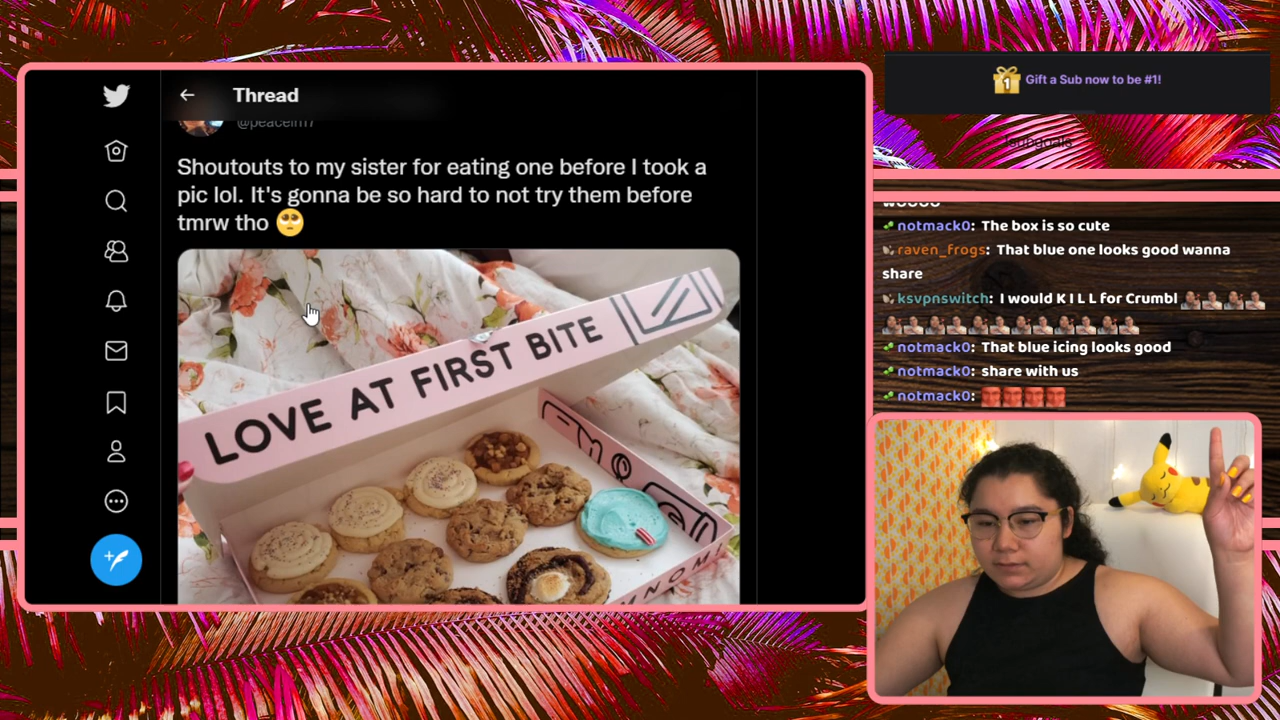 Thread
Shoutouts to my sister for eating one before I took a
pic lol. It's gonna be so hard to not try them before
tmrw tho 🥺
LOVE AT FIRST BITE
1
Gift a Sub now to be #1!
notmack0: The box is so cute
raven_frogs: That blue one looks good wanna
share
ksvpnswitch: I would K I L L for Crumbl
notmack0: That blue icing looks good
notmack0: share with us
notmack0: